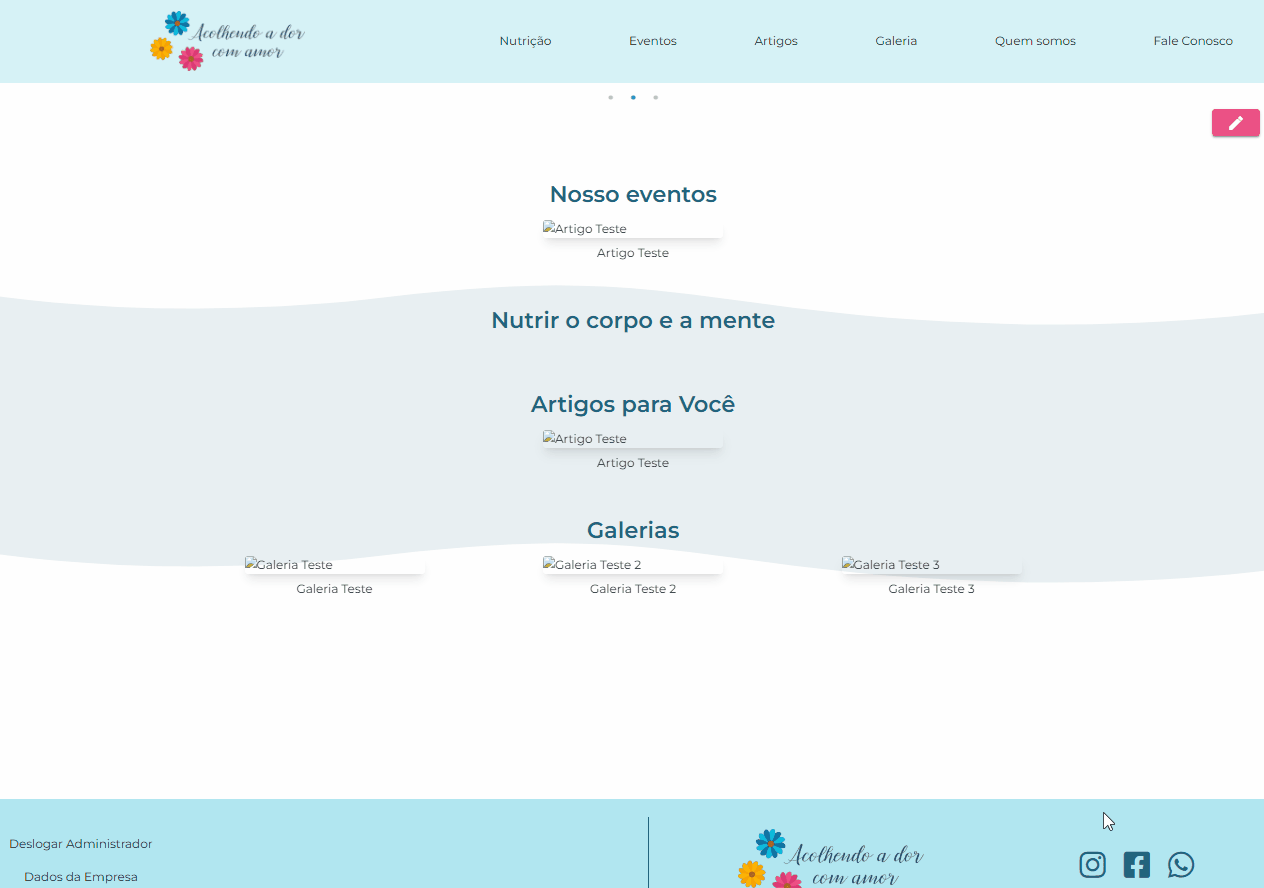 Acolhendo a dor
com amor
Nutrição Eventos Artigos Galeria Quem somos Fale Conosco
Nosso eventos
Artigo Teste
Artigo Teste
Nutrir o corpo e a mente
Artigos para Você
Artigo Teste
Artigo Teste
Galerias
Galeria Teste Galeria Teste 2 Galeria Teste 3
Galeria Teste Galeria Teste 2 Galeria Teste 3
Deslogar Administrador
Dados da Empresa
Acolhendo a dor
com amor